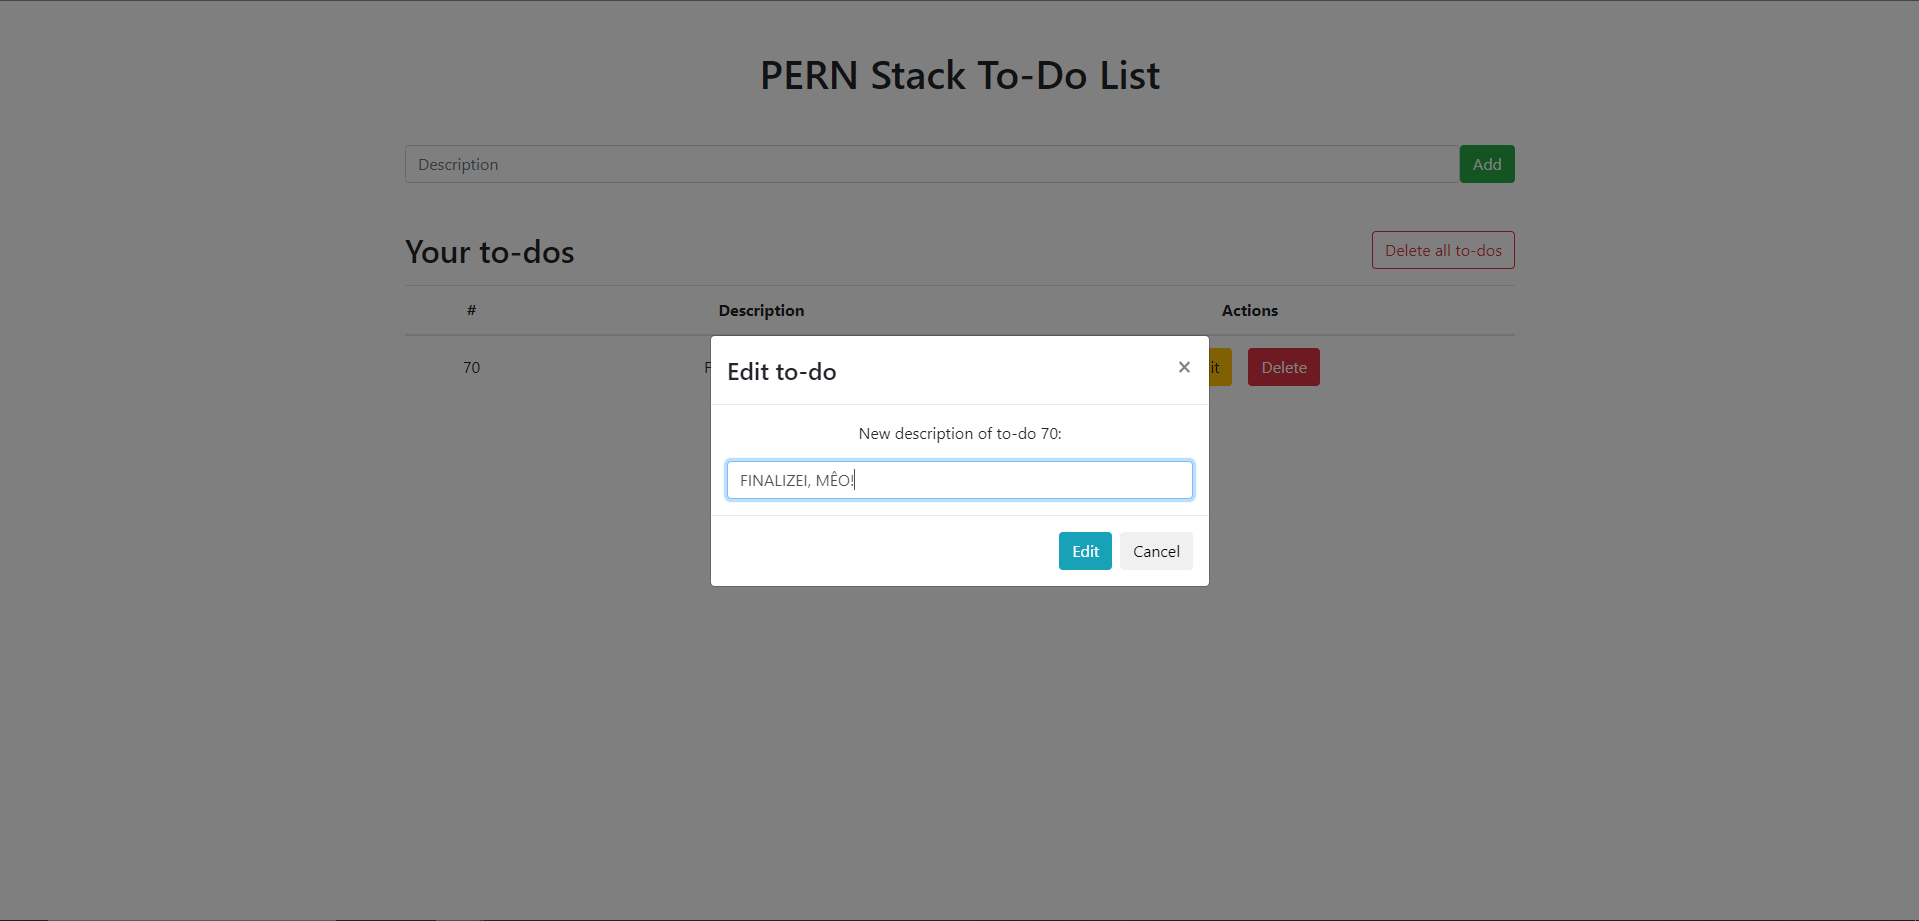 PERN Stack To-Do List
Description
Add
Your to-dos
Delete all to-dos
# Description Actions
70
Delete
Edit to-do
×
New description of to-do 70:
FINALIZEI, MÊO!
Edit Cancel